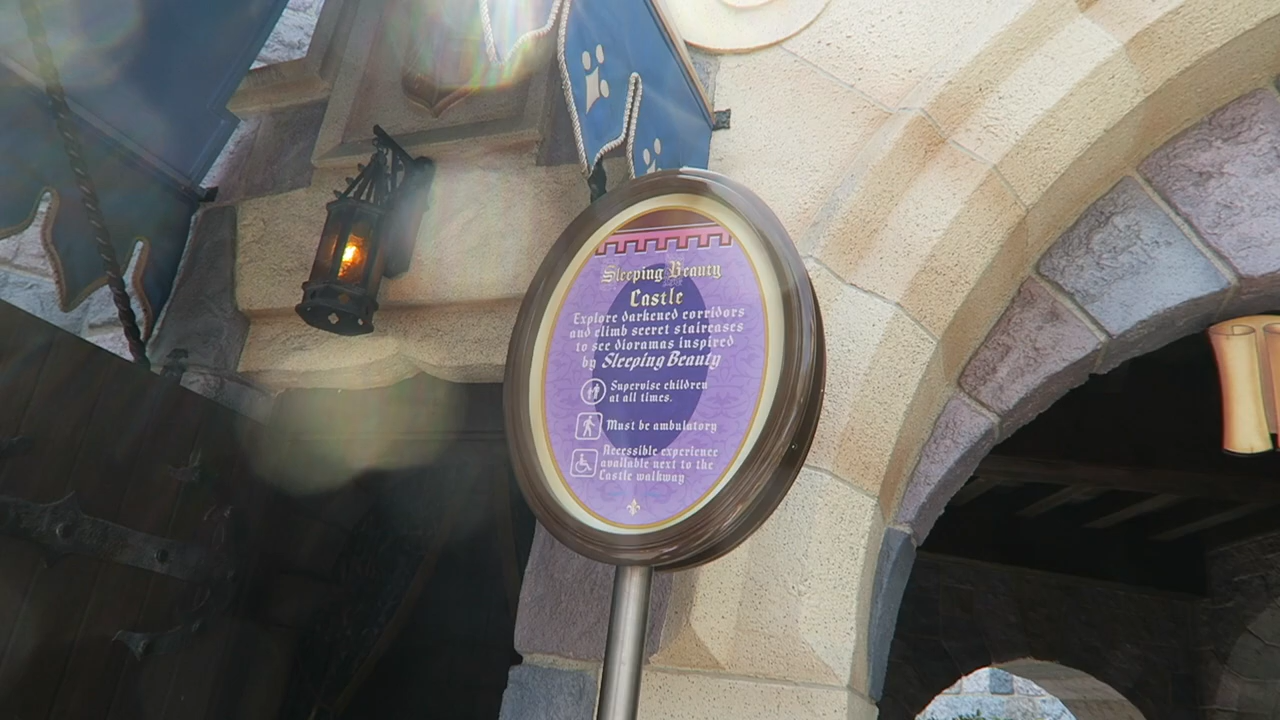 Sleeping Beauty
Castle
Explore darkened corridors
and climb secret staircases
to see dioramas inspired
by Sleeping Beauty
Supervise children
at all times.
Must be ambulatory
Accessible experience
available next to the
Castle walkway